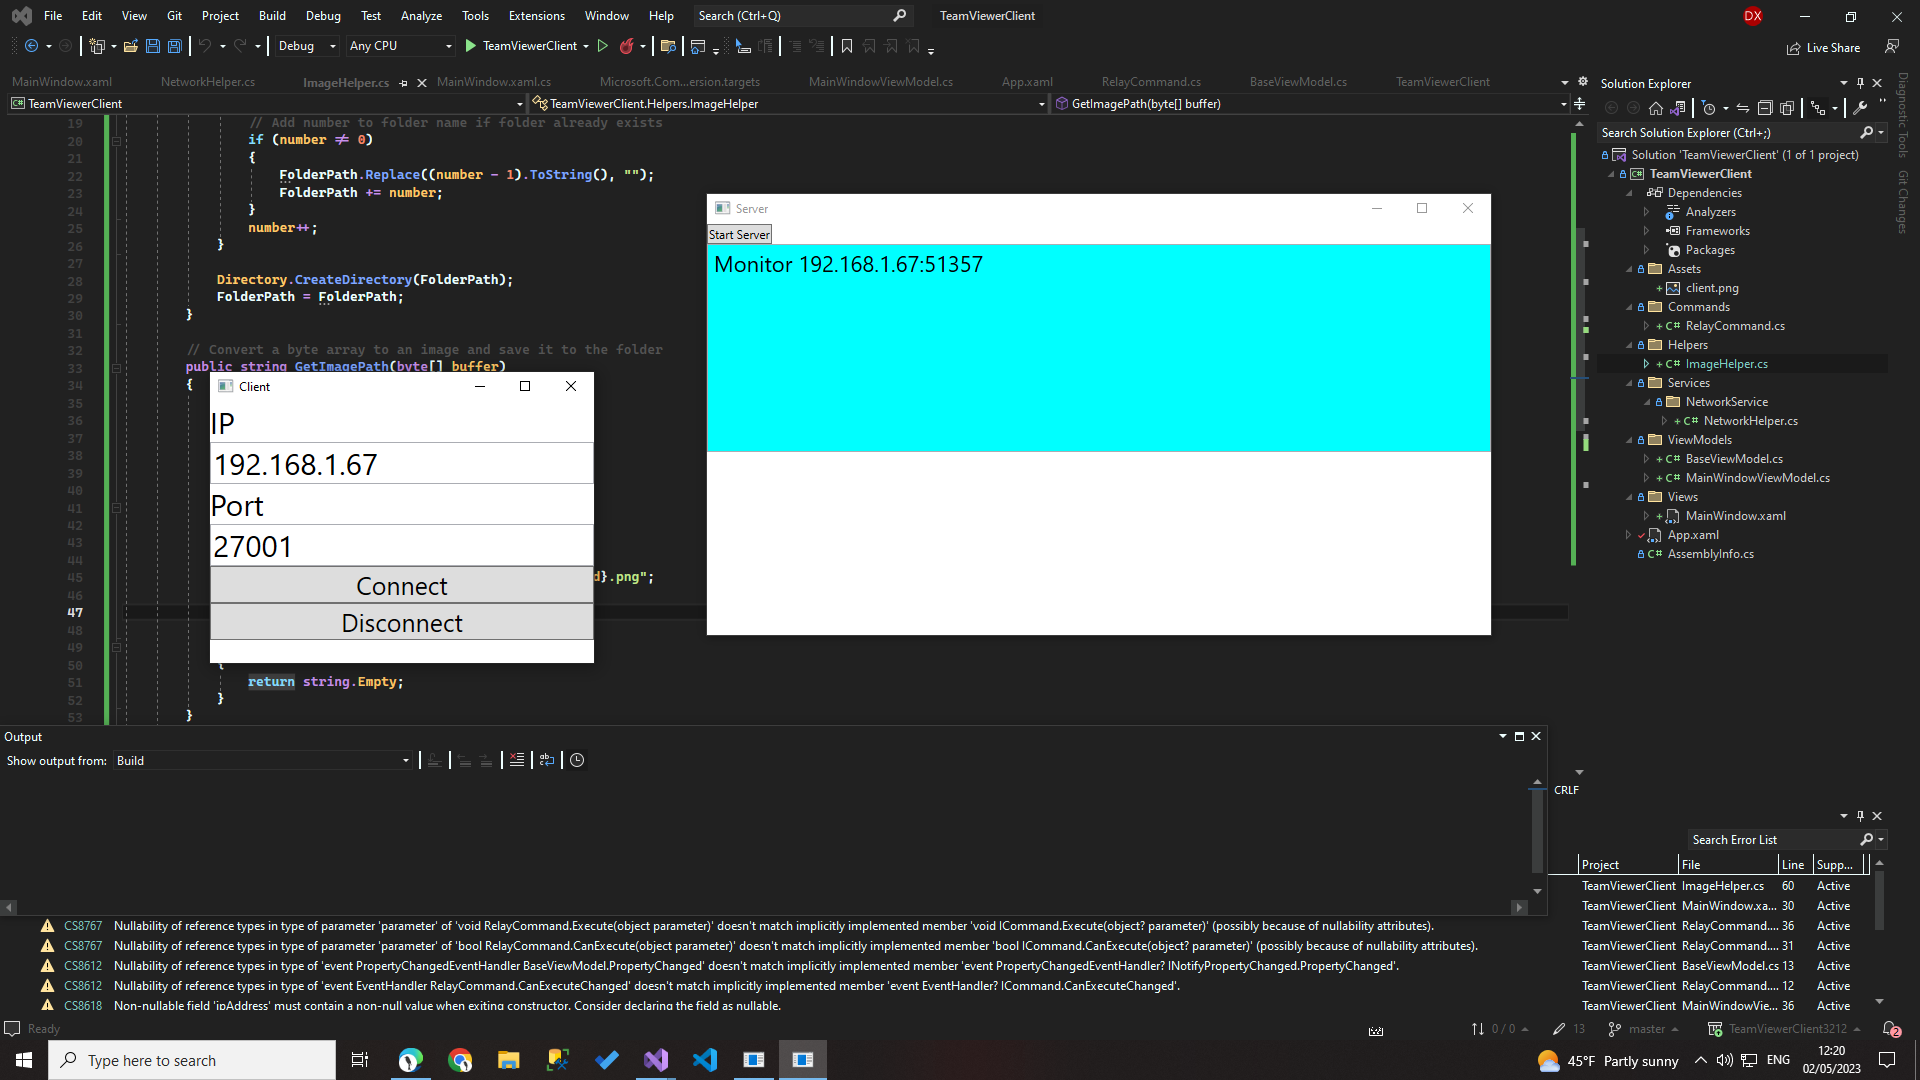 File Edit View Git Project Build Debug Test Analyze Tools Extensions Window Help Search (Ctrl+Q) TeamViewerClient DX
Debug Any CPU TeamViewerClient Live Share
MainWindow.xaml NetworkHelper.cs ImageHelper.cs MainWindow.xaml.cs Microsoft.Com...ersion.targets MainWindowViewModel.cs App.xaml RelayCommand.cs BaseViewModel.cs TeamViewerClient
TeamViewerClient TeamViewerClient.Helpers.ImageHelper GetImagePath(byte[] buffer)
19 // Add number to folder name if folder already exists
20 if (number ≠ 0)
21 {
22 FolderPath.Replace((number - 1).ToString(), "");
23 FolderPath += number;
24 }
25 number++;
26 }
27
28 Directory.CreateDirectory(FolderPath);
29 FolderPath = FolderPath;
30 }
31
32 // Convert a byte array to an image and save it to the folder
33 public string GetImagePath(byte[] buffer)
34 {
35
36
37
38
39
40
41
42
43
44
45 d}.png";
46
47
48
49
50 {
51 return string.Empty;
52 }
53 }
Client
IP
192.168.1.67
Port
27001
Connect
Disconnect
Server
Start Server
Monitor 192.168.1.67:51357
Solution Explorer
Search Solution Explorer (Ctrl+;)
Solution 'TeamViewerClient' (1 of 1 project)
TeamViewerClient
Dependencies
Analyzers
Frameworks
Packages
Assets
client.png
Commands
RelayCommand.cs
Helpers
ImageHelper.cs
Services
NetworkService
NetworkHelper.cs
ViewModels
BaseViewModel.cs
MainWindowViewModel.cs
Views
MainWindow.xaml
App.xaml
AssemblyInfo.cs
Diagnostic Tools
Git Changes
Output
Show output from: Build
CRLF
Search Error List
Project File Line Supp...
TeamViewerClient ImageHelper.cs 60 Active
TeamViewerClient MainWindow.xa... 30 Active
CS8767 Nullability of reference types in type of parameter 'parameter' of 'void RelayCommand.Execute(object parameter)' doesn't match implicitly implemented member 'void ICommand.Execute(object? parameter)' (possibly because of nullability attributes). TeamViewerClient RelayCommand.... 36 Active
CS8767 Nullability of reference types in type of parameter 'parameter' of 'bool RelayCommand.CanExecute(object parameter)' doesn't match implicitly implemented member 'bool ICommand.CanExecute(object? parameter)' (possibly because of nullability attributes). TeamViewerClient RelayCommand.... 31 Active
CS8612 Nullability of reference types in type of 'event PropertyChangedEventHandler BaseViewModel.PropertyChanged' doesn't match implicitly implemented member 'event PropertyChangedEventHandler? INotifyPropertyChanged.PropertyChanged'. TeamViewerClient BaseViewModel.cs 13 Active
CS8612 Nullability of reference types in type of 'event EventHandler RelayCommand.CanExecuteChanged' doesn't match implicitly implemented member 'event EventHandler? ICommand.CanExecuteChanged'. TeamViewerClient RelayCommand.... 12 Active
CS8618 Non-nullable field 'ipAddress' must contain a non-null value when exiting constructor. Consider declaring the field as nullable. TeamViewerClient MainWindowVie... 36 Active
Ready 0 / 0 13 master TeamViewerClient3212 2
Type here to search 45°F Partly sunny ENG 12:20
02/05/2023